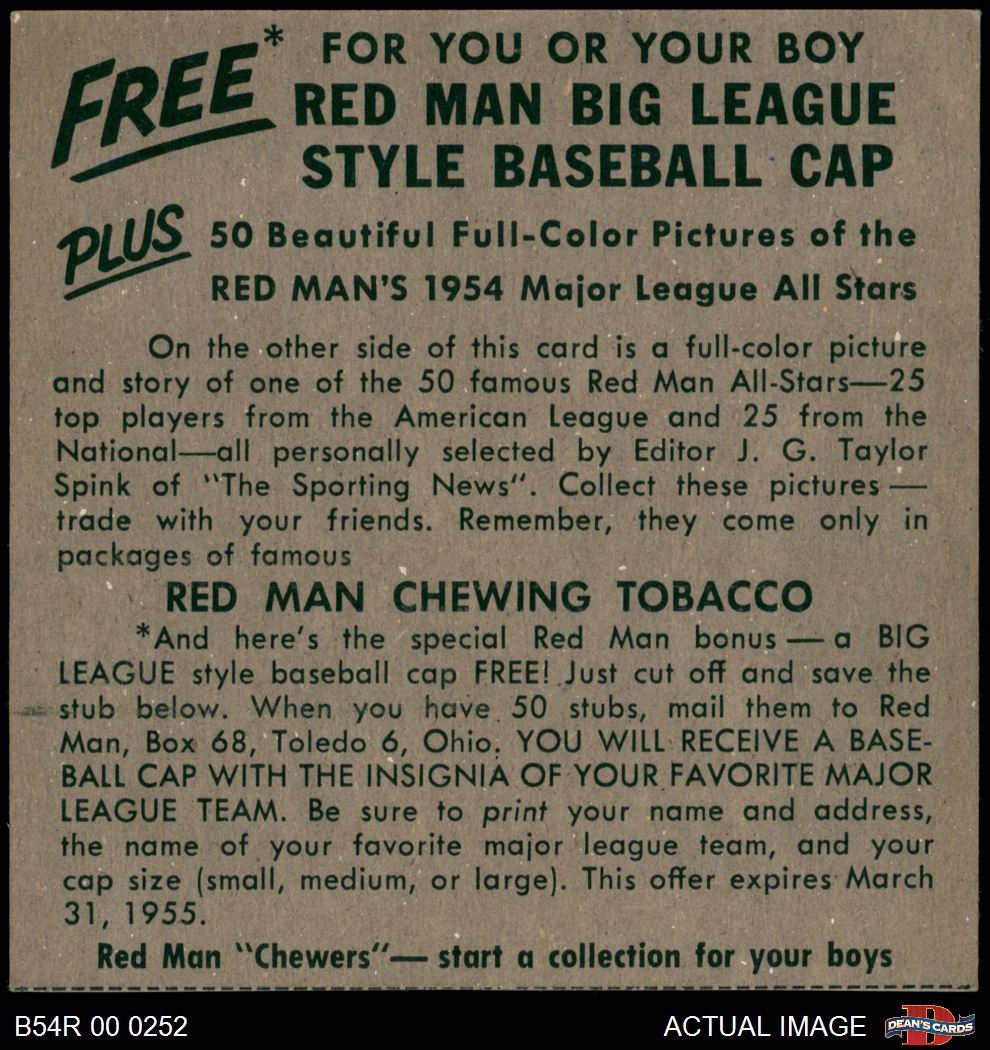 FREE* FOR YOU OR YOUR BOY
RED MAN BIG LEAGUE
STYLE BASEBALL CAP
PLUS 50 Beautiful Full-Color Pictures of the
RED MAN'S 1954 Major League All Stars
On the other side of this card is a full-color picture
and story of one of the 50 famous Red Man All-Stars—25
top players from the American League and 25 from the
National—all personally selected by Editor J. G. Taylor
Spink of "The Sporting News". Collect these pictures —
trade with your friends. Remember, they come only in
packages of famous
RED MAN CHEWING TOBACCO
*And here's the special Red Man bonus — a BIG
LEAGUE style baseball cap FREE! Just cut off and save the
stub below. When you have 50 stubs, mail them to Red
Man, Box 68, Toledo 6, Ohio. YOU WILL RECEIVE A BASE-
BALL CAP WITH THE INSIGNIA OF YOUR FAVORITE MAJOR
LEAGUE TEAM. Be sure to print your name and address,
the name of your favorite major league team, and your
cap size (small, medium, or large). This offer expires March
31, 1955.
Red Man "Chewers"— start a collection for your boys
B54R 00 0252
ACTUAL IMAGE
D
DEAN'S CARDS